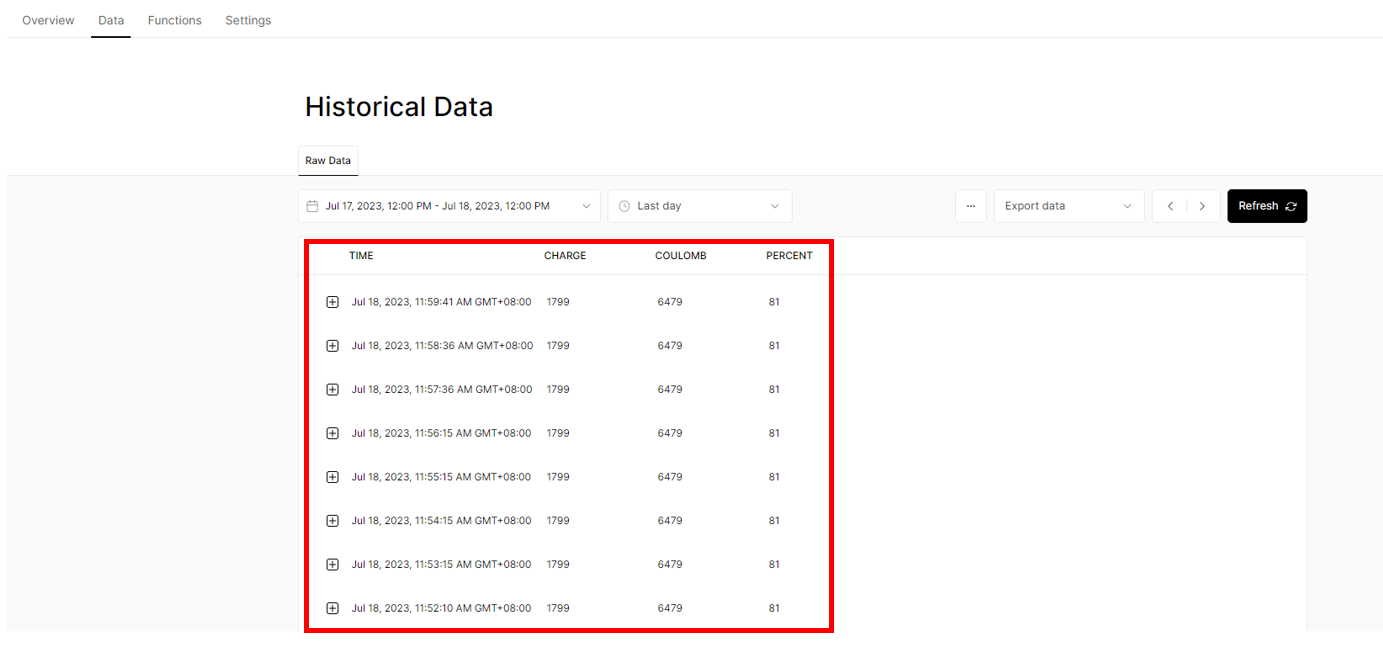 Overview Data Functions Settings
Historical Data
Raw Data
Jul 17, 2023, 12:00 PM - Jul 18, 2023, 12:00 PM Last day ... Export data Refresh
TIME CHARGE COULOMB PERCENT
Jul 18, 2023, 11:59:41 AM GMT+08:00 1799 6479 81
Jul 18, 2023, 11:58:36 AM GMT+08:00 1799 6479 81
Jul 18, 2023, 11:57:36 AM GMT+08:00 1799 6479 81
Jul 18, 2023, 11:56:15 AM GMT+08:00 1799 6479 81
Jul 18, 2023, 11:55:15 AM GMT+08:00 1799 6479 81
Jul 18, 2023, 11:54:15 AM GMT+08:00 1799 6479 81
Jul 18, 2023, 11:53:15 AM GMT+08:00 1799 6479 81
Jul 18, 2023, 11:52:10 AM GMT+08:00 1799 6479 81